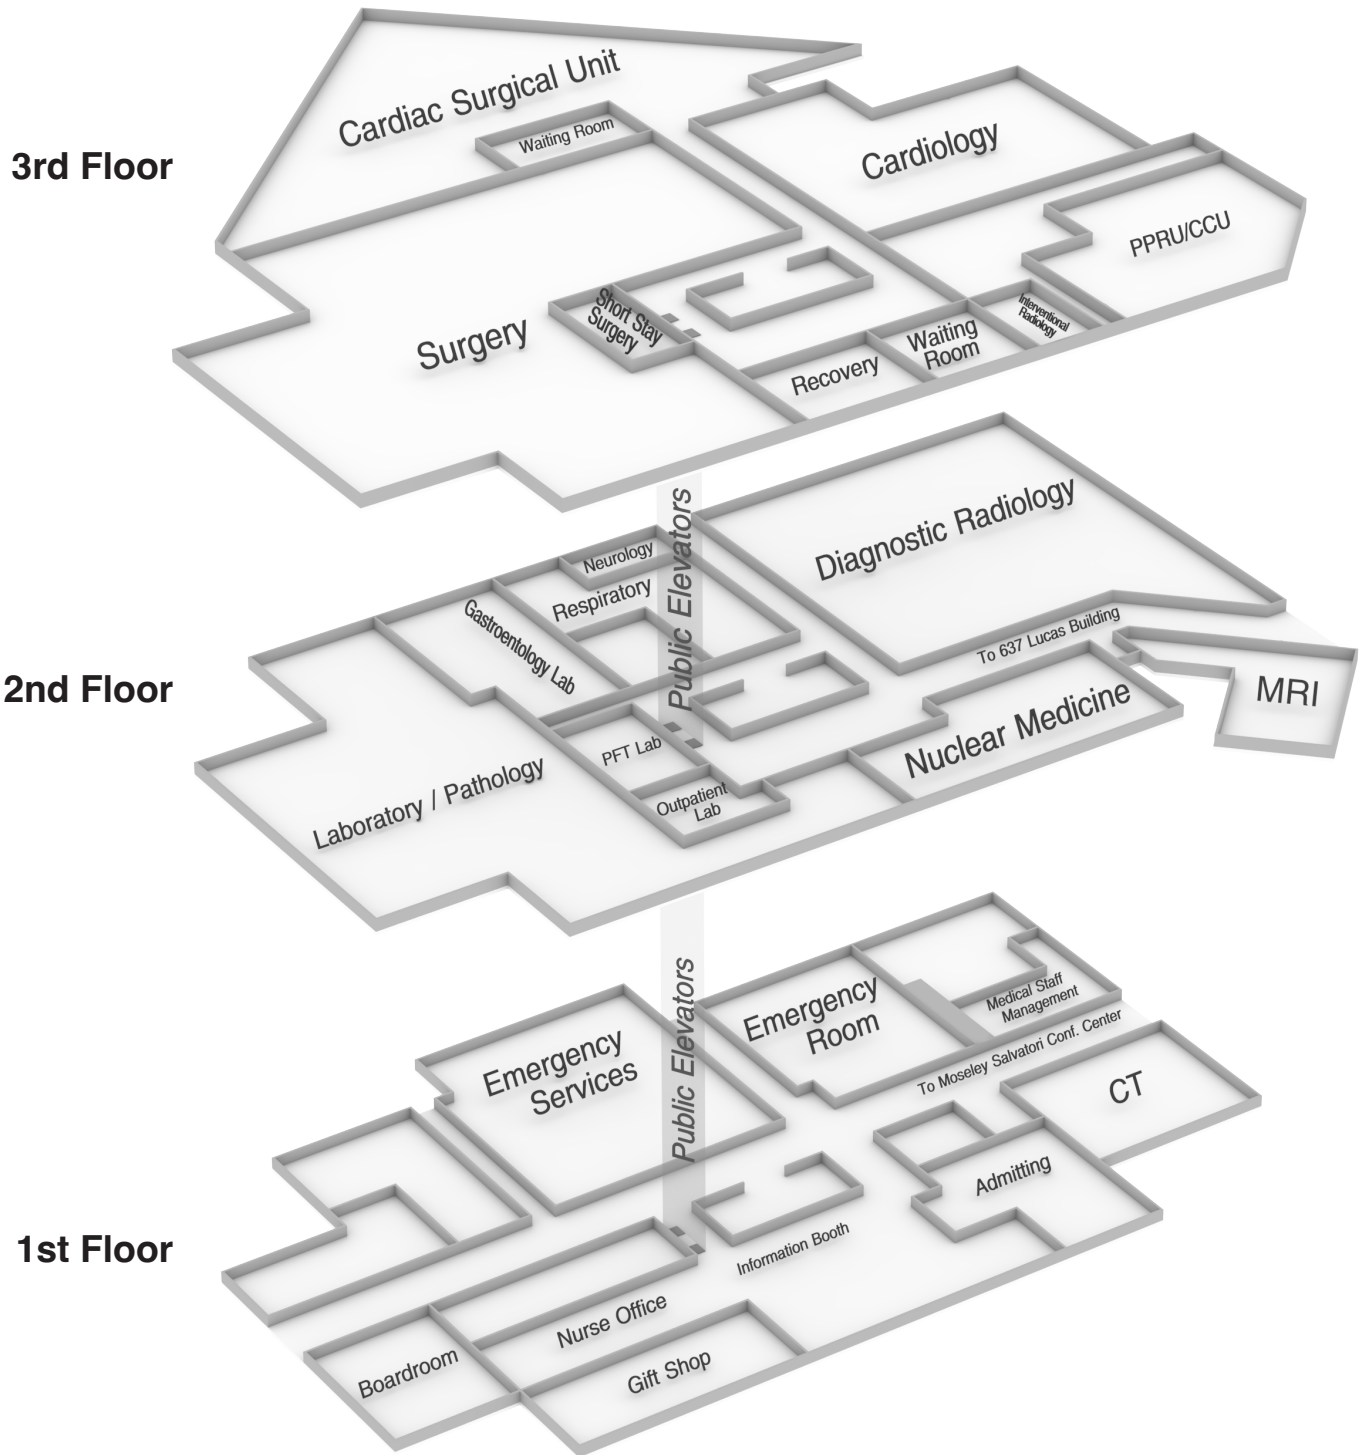 3rd Floor
Cardiac Surgical Unit
Waiting Room
Cardiology
PPRU/CCU
Interventional
Radiology
Short Stay
Surgery
Surgery
Waiting
Room
Recovery
Public Elevators
2nd Floor
Diagnostic Radiology
Neurology
Respiratory
Gastroentology Lab
To 637 Lucas Building
MRI
Nuclear Medicine
PFT Lab
Outpatient
Lab
Laboratory / Pathology
Public Elevators
1st Floor
Emergency
Room
Medical Staff
Management
To Moseley Salvatori Conf. Center
Emergency
Services
CT
Admitting
Information Booth
Nurse Office
Boardroom
Gift Shop